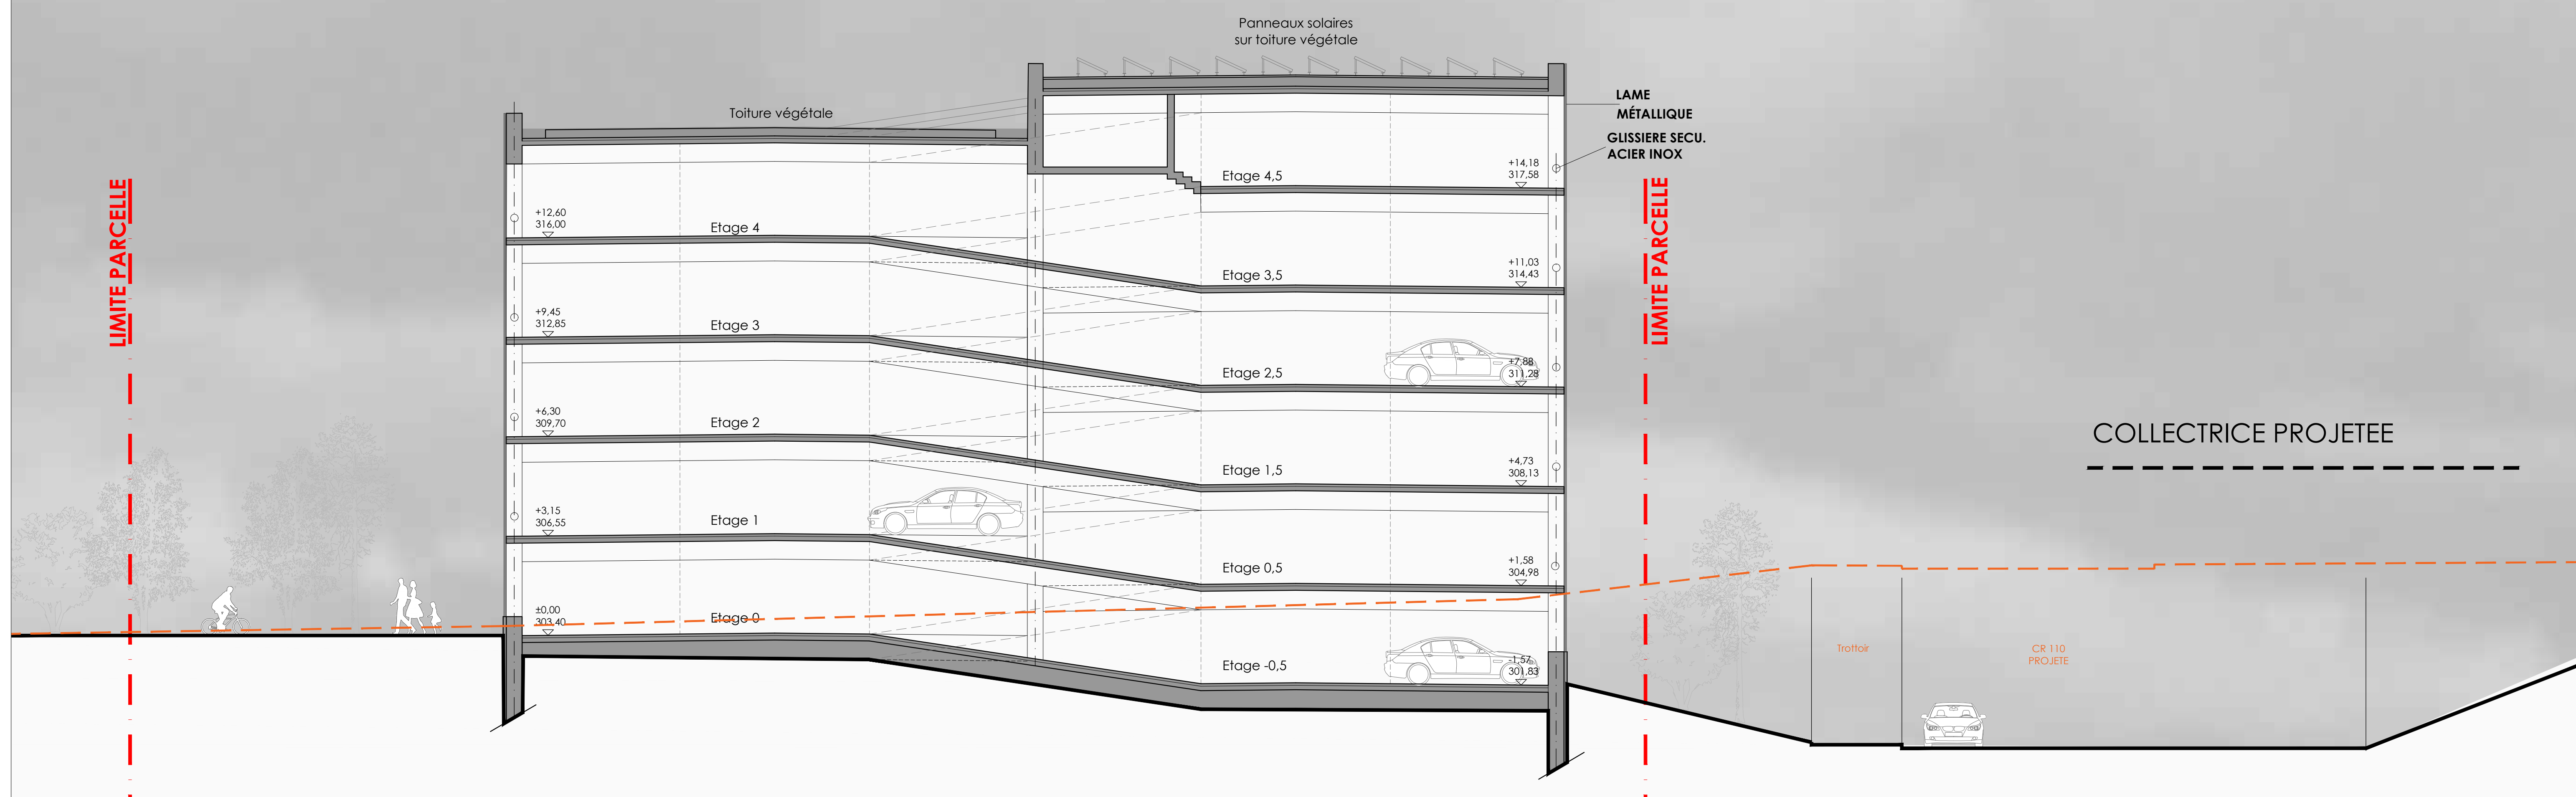 Panneaux solaires
sur toiture végétale
Toiture végétale
LAME
MÉTALLIQUE
GLISSIERE SECU.
ACIER INOX
LIMITE PARCELLE
LIMITE PARCELLE
+14,18
317,58
Etage 4,5
+12,60
316,00
Etage 4
+11,03
314,43
Etage 3,5
+9,45
312,85
Etage 3
+7,88
311,28
Etage 2,5
+6,30
309,70
Etage 2
+4,73
308,13
Etage 1,5
COLLECTRICE PROJETEE
+3,15
306,55
Etage 1
+1,58
304,98
Etage 0,5
±0,00
303,40
Etage 0
-1,57
301,83
Etage -0,5
Trottoir
CR 110
PROJETE